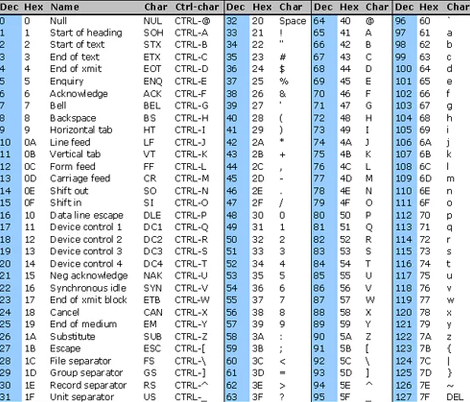 Dec Hex Char Char Ctrl-char Dec Hex Char Dec Hex Char Dec Hex Char
0 0 Null NUL CTRL-@ 32 20 Space 64 40 @ 96 60 `
1 1 Start of heading SOH CTRL-A 33 21 ! 65 41 A 97 61 a
2 2 Start of text STX CTRL-B 34 22 " 66 42 B 98 62 b
3 3 End of text ETX CTRL-C 35 23 # 67 43 C 99 63 c
4 4 End of xmit EOT CTRL-D 36 24 $ 68 44 D 100 64 d
5 5 Enquiry ENQ CTRL-E 37 25 % 69 45 E 101 65 e
6 6 Acknowledge ACK CTRL-F 38 26 & 70 46 F 102 66 f
7 7 Bell BEL CTRL-G 39 27 ' 71 47 G 103 67 g
8 8 Backspace BS CTRL-H 40 28 ( 72 48 H 104 68 h
9 9 Horizontal tab HT CTRL-I 41 29 ) 73 49 I 105 69 i
10 0A Line feed LF CTRL-J 42 2A * 74 4A J 106 6A j
11 0B Vertical tab VT CTRL-K 43 2B + 75 4B K 107 6B k
12 0C Form feed FF CTRL-L 44 2C , 76 4C L 108 6C l
13 0D Carriage feed CR CTRL-M 45 2D - 77 4D M 109 6D m
14 0E Shift out SO CTRL-N 46 2E . 78 4E N 110 6E n
15 0F Shift in SI CTRL-O 47 2F / 79 4F O 111 6F o
16 10 Data line escape DLE CTRL-P 48 30 0 80 50 P 112 70 p
17 11 Device control 1 DC1 CTRL-Q 49 31 1 81 51 Q 113 71 q
18 12 Device control 2 DC2 CTRL-R 50 32 2 82 52 R 114 72 r
19 13 Device control 3 DC3 CTRL-S 51 33 3 83 53 S 115 73 s
20 14 Device control 4 DC4 CTRL-T 52 34 4 84 54 T 116 74 t
21 15 Neg acknowledge NAK CTRL-U 53 35 5 85 55 U 117 75 u
22 16 Synchronous idle SYN CTRL-V 54 36 6 86 56 V 118 76 v
23 17 End of xmit block ETB CTRL-W 55 37 7 87 57 W 119 77 w
24 18 Cancel CAN CTRL-X 56 38 8 88 58 X 120 78 x
25 19 End of medium EM CTRL-Y 57 39 9 89 59 Y 121 79 y
26 1A Substitute SUB CTRL-Z 58 3A : 90 5A Z 122 7A z
27 1B Escape ESC CTRL-[ 59 3B ; 91 5B [ 123 7B {
28 1C File separator FS CTRL-\ 60 3C < 92 5C \ 124 7C |
29 1D Group separator GS CTRL-] 61 3D = 93 5D ] 125 7D }
30 1E Record separator RS CTRL-^ 62 3E > 94 5E ^ 126 7E ~
31 1F Unit separator US CTRL-_ 63 3F ? 95 5F _ 127 7F DEL